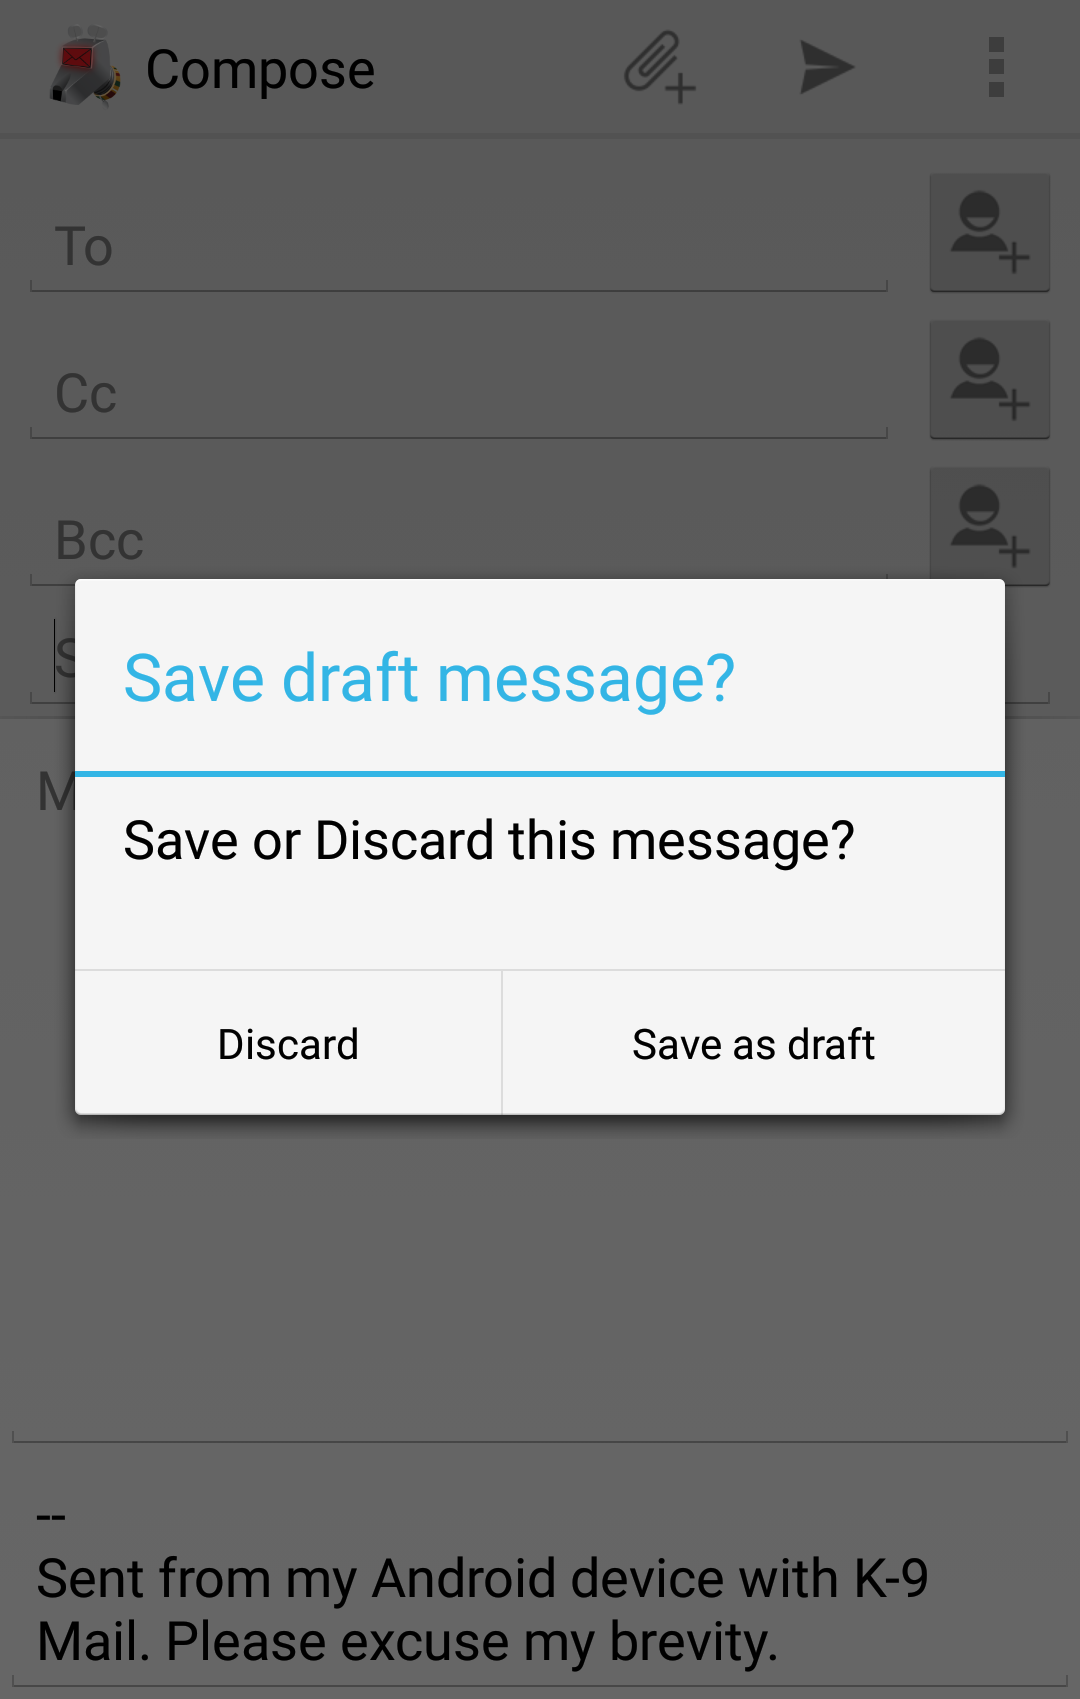 Compose
To
Cc
Bcc
S
Save draft message?
M
Save or Discard this message?
Discard
Save as draft
--
Sent from my Android device with K-9
Mail. Please excuse my brevity.